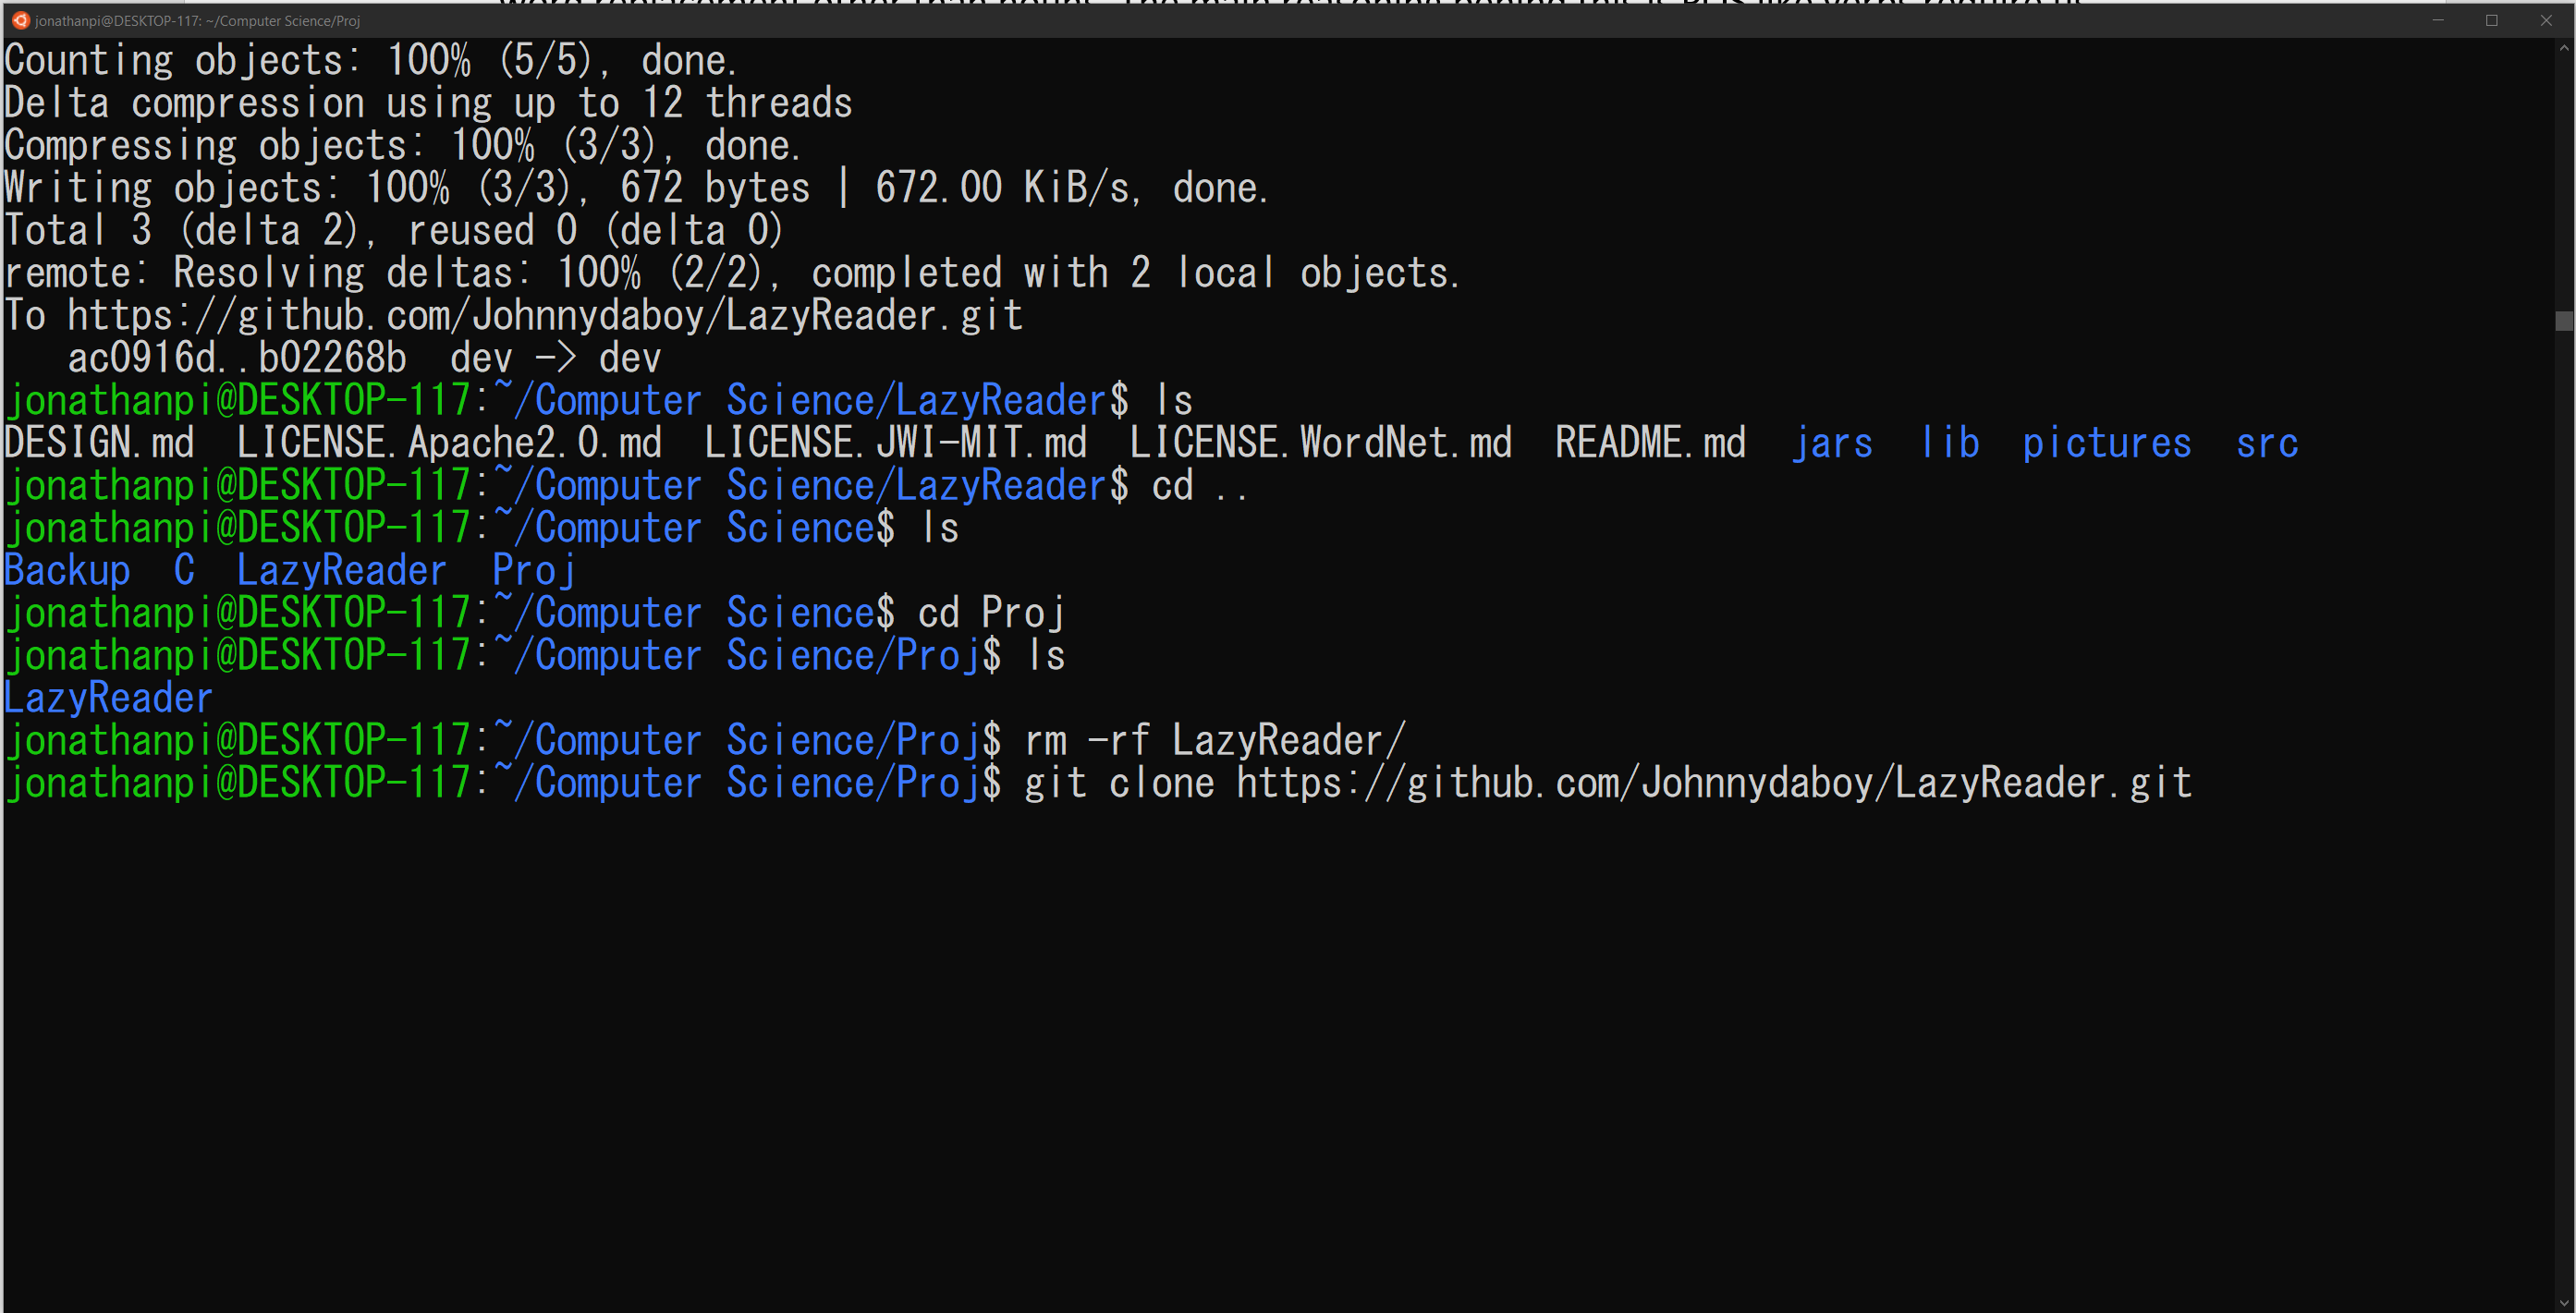 jonathanpi@DESKTOP-117: ~/Computer Science/Proj
Counting objects: 100% (5/5), done.
Delta compression using up to 12 threads
Compressing objects: 100% (3/3), done.
Writing objects: 100% (3/3), 672 bytes | 672.00 KiB/s, done.
Total 3 (delta 2), reused 0 (delta 0)
remote: Resolving deltas: 100% (2/2), completed with 2 local objects.
To https://github.com/Johnnydaboy/LazyReader.git
   ac0916d..b02268b  dev -> dev
jonathanpi@DESKTOP-117:~/Computer Science/LazyReader$ ls
DESIGN.md  LICENSE.Apache2.0.md  LICENSE.JWI-MIT.md  LICENSE.WordNet.md  README.md  jars  lib  pictures  src
jonathanpi@DESKTOP-117:~/Computer Science/LazyReader$ cd ..
jonathanpi@DESKTOP-117:~/Computer Science$ ls
Backup  C  LazyReader  Proj
jonathanpi@DESKTOP-117:~/Computer Science$ cd Proj
jonathanpi@DESKTOP-117:~/Computer Science/Proj$ ls
LazyReader
jonathanpi@DESKTOP-117:~/Computer Science/Proj$ rm -rf LazyReader/
jonathanpi@DESKTOP-117:~/Computer Science/Proj$ git clone https://github.com/Johnnydaboy/LazyReader.git